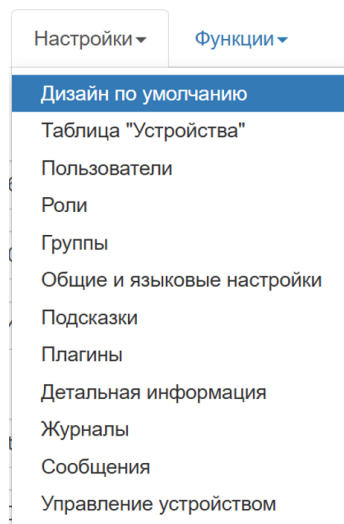 Настройки Функции
Дизайн по умолчанию
Таблица "Устройства"
Пользователи
Роли
Группы
Общие и языковые настройки
Подсказки
Плагины
Детальная информация
Журналы
Сообщения
Управление устройством